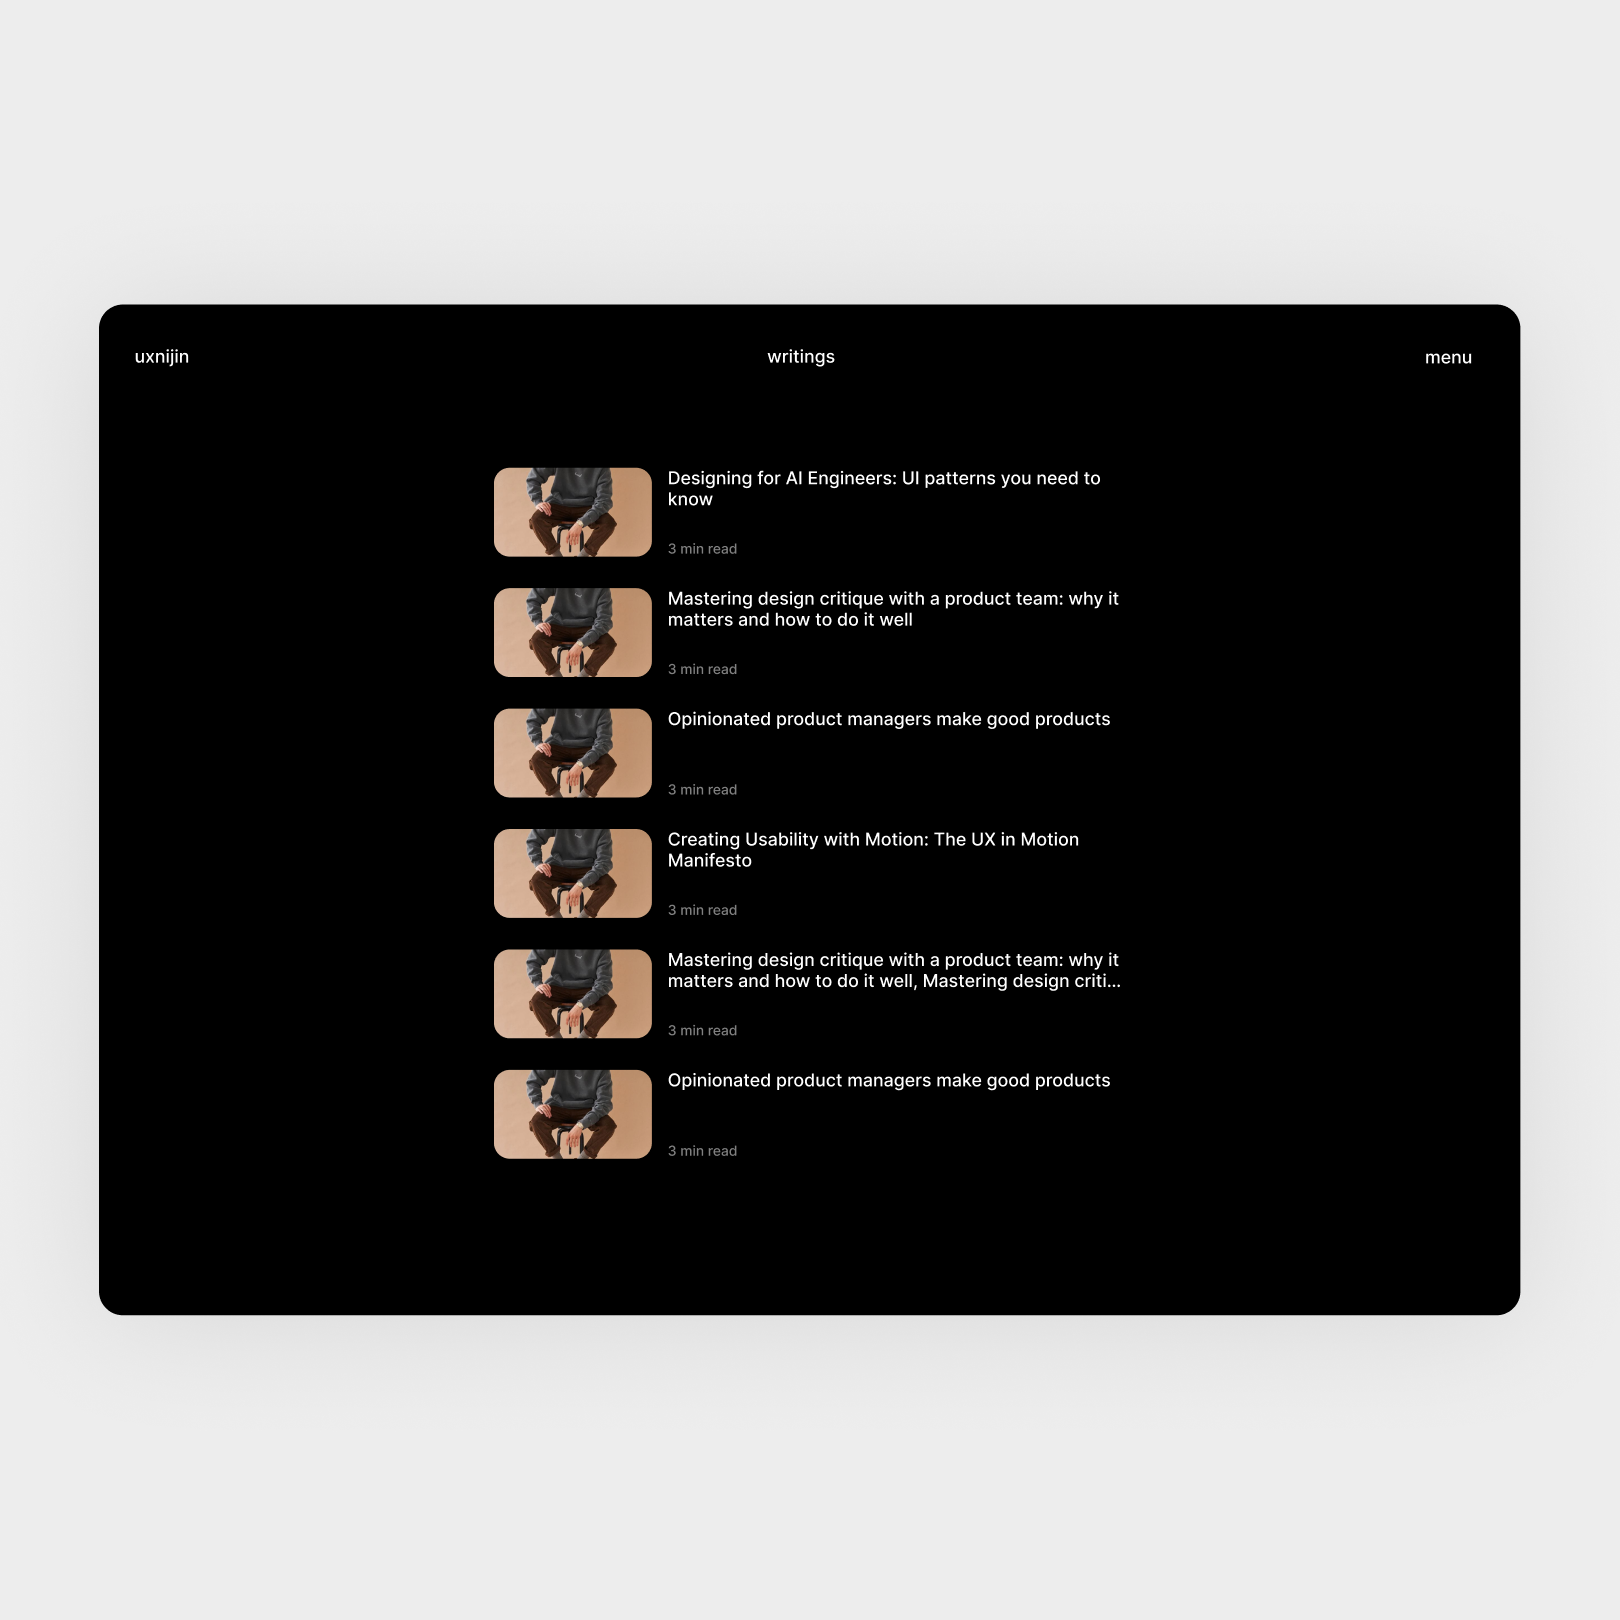 uxnijin
writings
menu
Designing for AI Engineers: UI patterns you need to
know
3 min read
Mastering design critique with a product team: why it
matters and how to do it well
3 min read
Opinionated product managers make good products
3 min read
Creating Usability with Motion: The UX in Motion
Manifesto
3 min read
Mastering design critique with a product team: why it
matters and how to do it well, Mastering design criti...
3 min read
Opinionated product managers make good products
3 min read